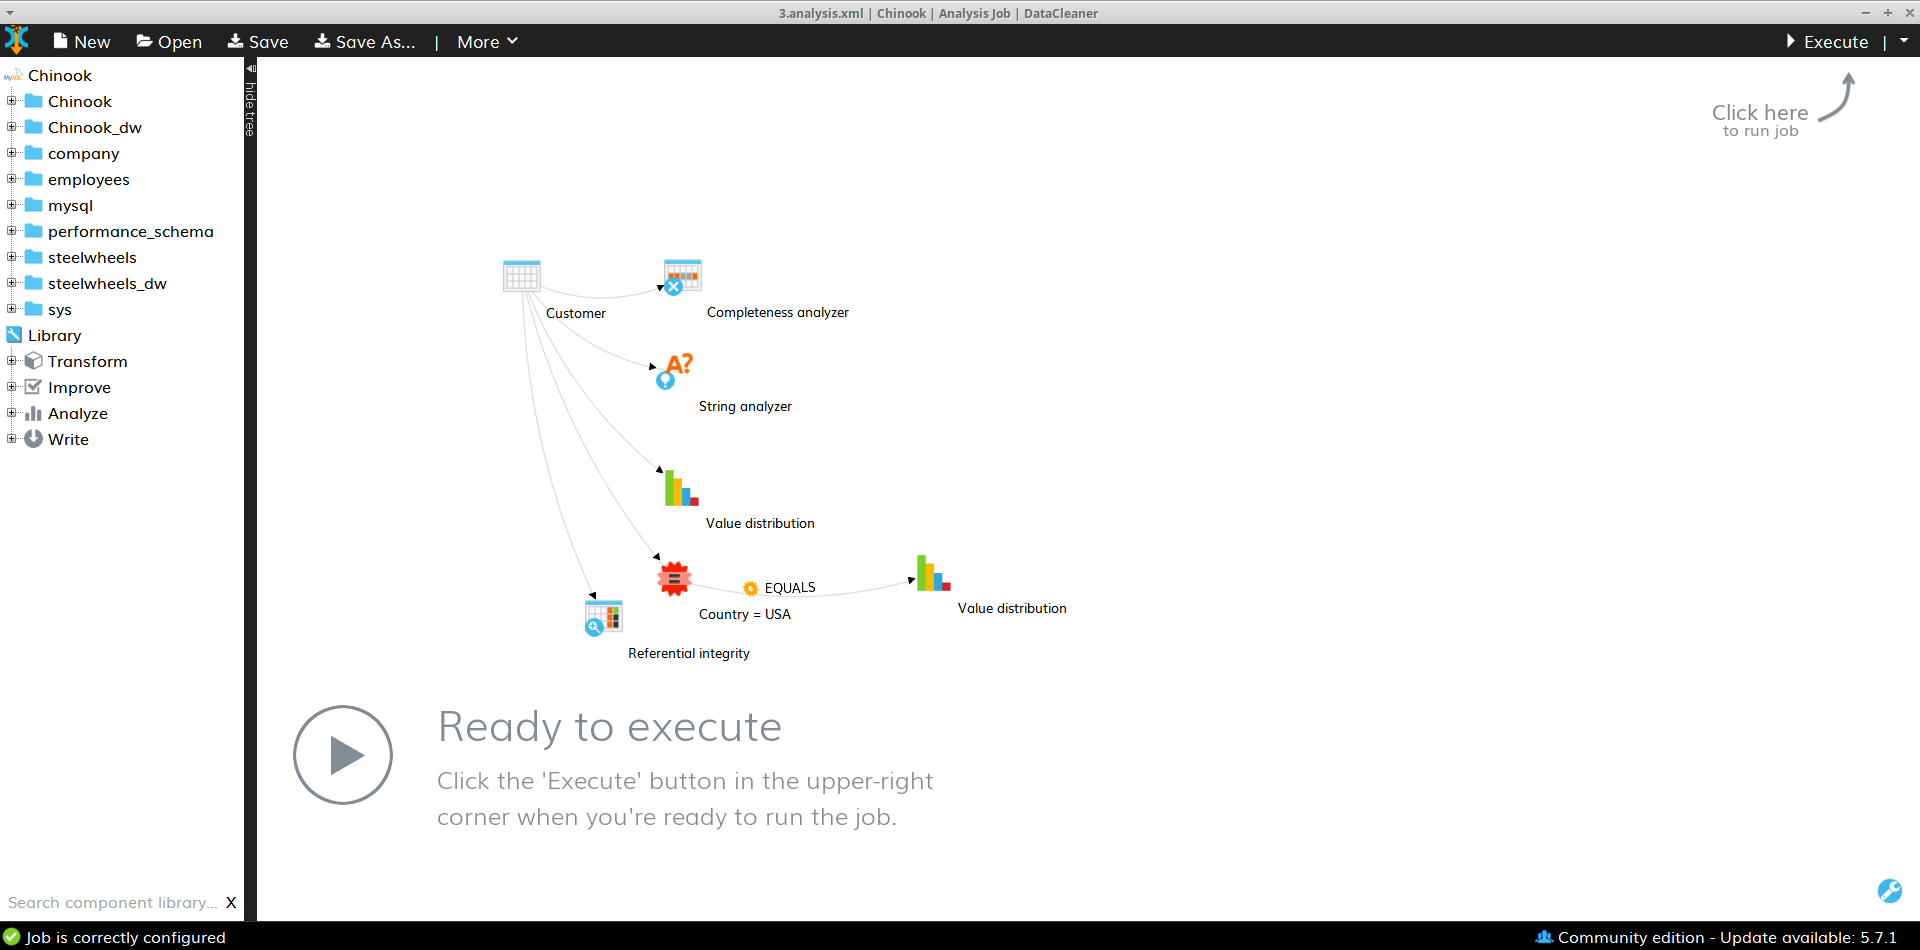 3.analysis.xml | Chinook | Analysis Job | DataCleaner
New Open Save Save As... | More Execute |
MySQL Chinook
Chinook
Chinook_dw
company
employees
mysql
performance_schema
steelwheels
steelwheels_dw
sys
Library
Transform
Improve
Analyze
Write
Search component library... X
hide tree
Click here
to run job
Customer
Completeness analyzer
A?
String analyzer
Value distribution
EQUALS
Country = USA
Value distribution
Referential integrity
Ready to execute
Click the 'Execute' button in the upper-right
corner when you're ready to run the job.
Job is correctly configured
Community edition - Update available: 5.7.1